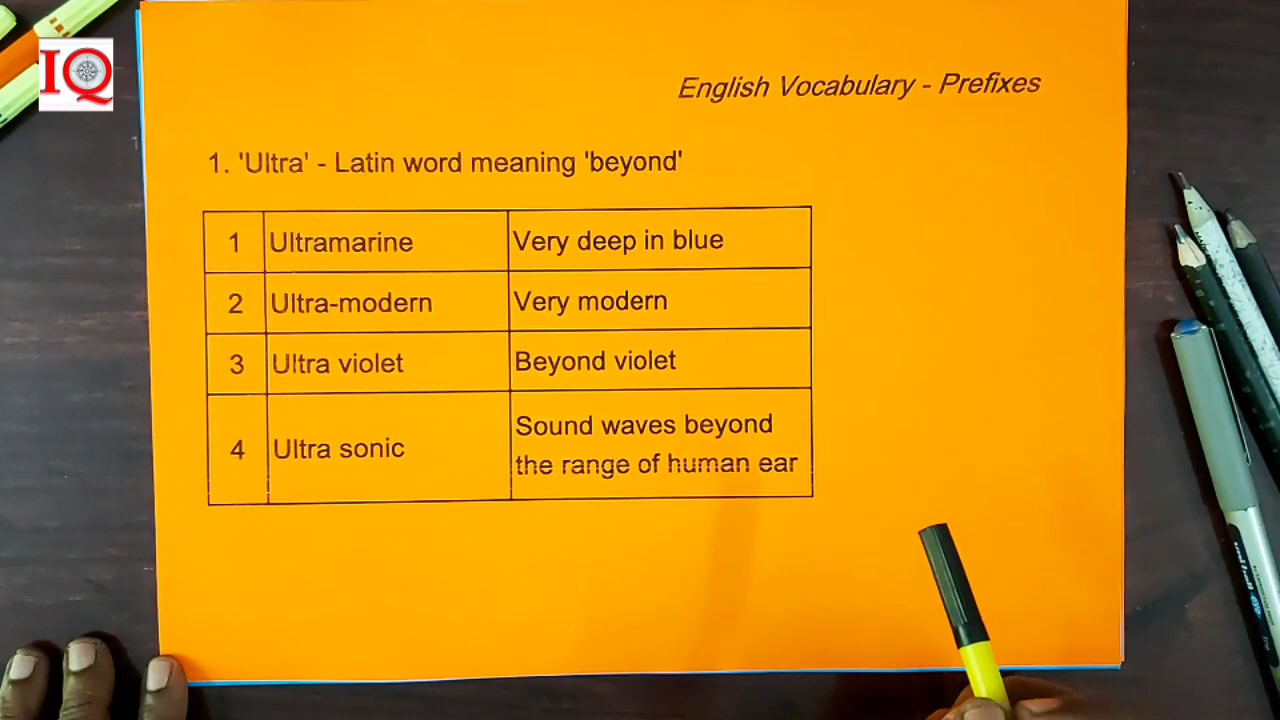 IQ
English Vocabulary - Prefixes
1. 'Ultra' - Latin word meaning 'beyond'
1 Ultramarine Very deep in blue
2 Ultra-modern Very modern
3 Ultra violet Beyond violet
4 Ultra sonic Sound waves beyond
the range of human ear